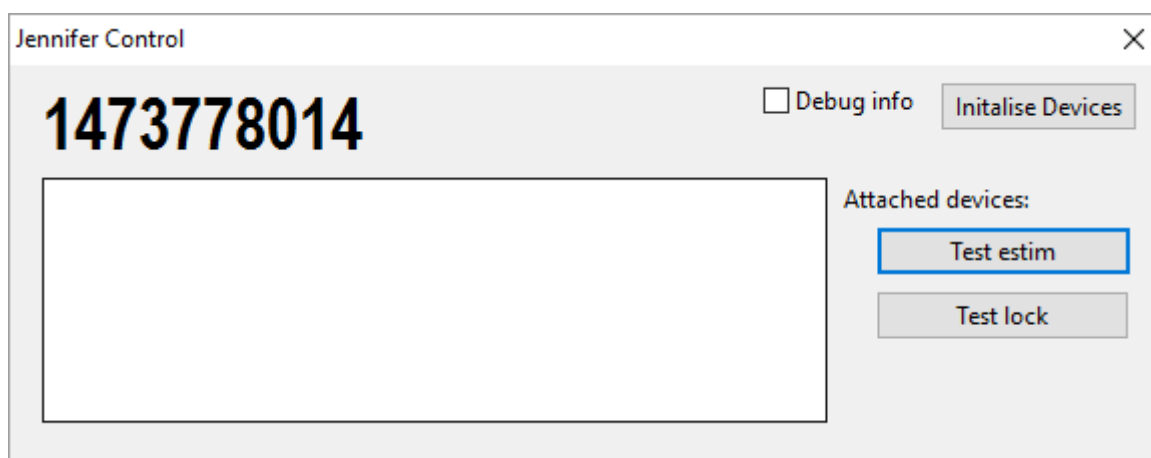 Jennifer Control
1473778014
Debug info
Initalise Devices
Attached devices:
Test estim
Test lock